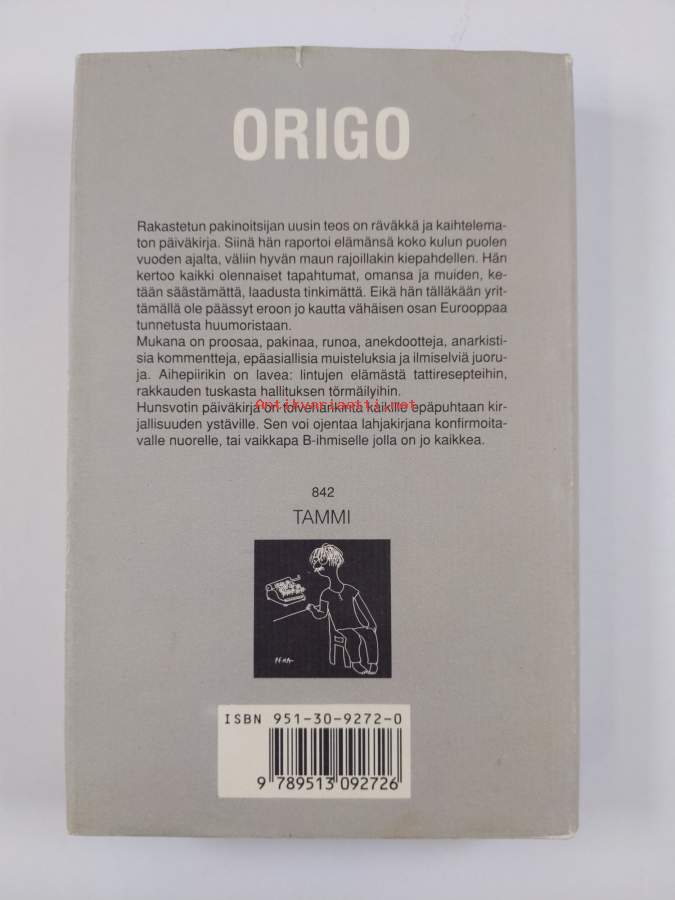 ORIGO
Rakastetun pakinoitsijan uusin teos on räväkkä ja kaihtelema-
ton päiväkirja. Siinä hän raportoi elämänsä koko kulun puolen
vuoden ajalta, väliin hyvän maun rajoillakin kiepahdellen. Hän
kertoo kaikki olennaiset tapahtumat, omansa ja muiden, ke-
tään säästämättä, laadusta tinkimättä. Eikä hän tälläkään yrit-
tämällä ole päässyt eroon jo kautta vähäisen osan Eurooppaa
tunnetusta huumoristaan.
Mukana on proosaa, pakinaa, runoa, anekdootteja, anarkisti-
sia kommentteja, epäasiallisia muisteluksia ja ilmiselviä juoru-
ja. Aihepiirikin on lavea: lintujen elämästä tattiresepteihin,
rakkauden tuskasta hallituksen törmäilyihin.
Hunsvotin päiväkirja on toivehankinta kaikille epäpuhtaan kir-
jallisuuden ystäville. Sen voi ojentaa lahjakirjana konfirmoita-
valle nuorelle, tai vaikkapa B-ihmiselle jolla on jo kaikkea.
Antikvariaatti.net
842
TAMMI
ISBN 951-30-9272-0
9 789513 092726